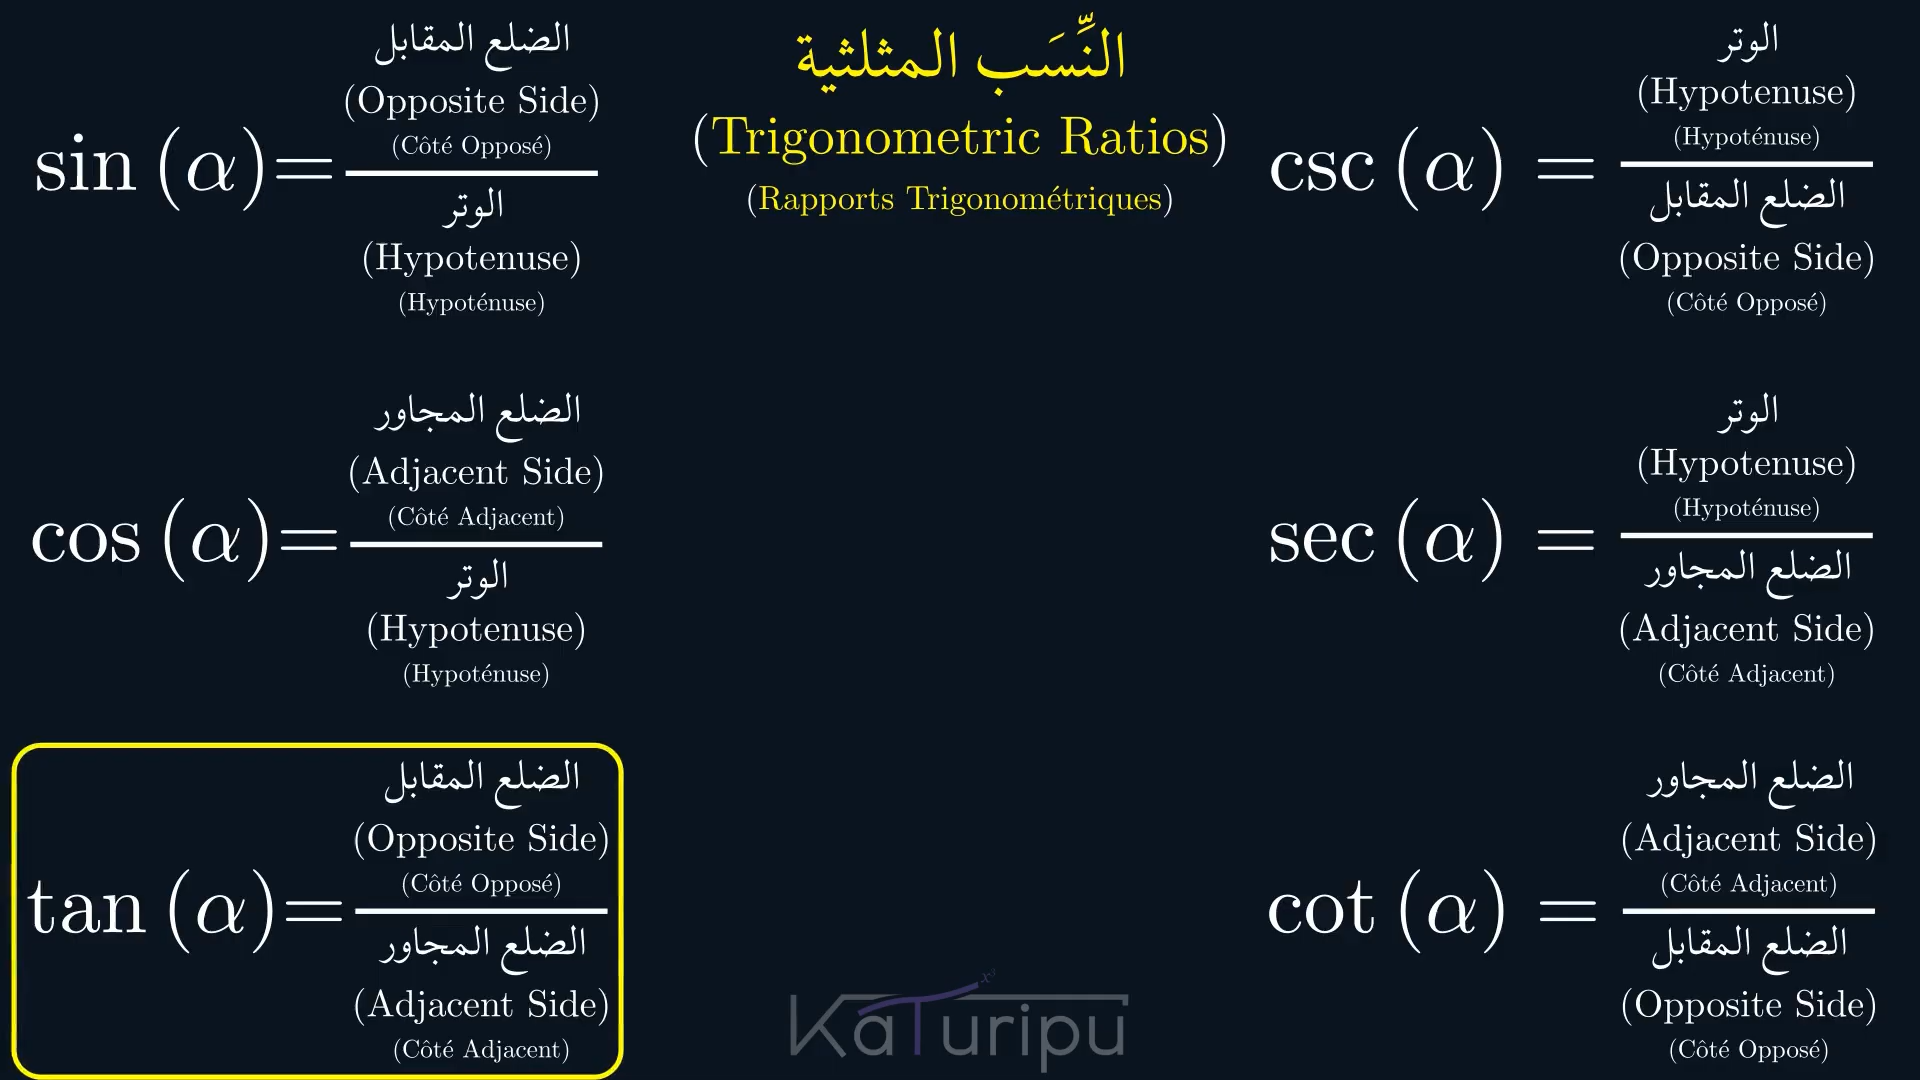 النِّسَب المثلثية
(Trigonometric Ratios)
(Rapports Trigonométriques)
الضلع المقابل
(Opposite Side)
(Côté Opposé)
sin (α) =
الوتر
(Hypotenuse)
(Hypoténuse)
الضلع المجاور
(Adjacent Side)
(Côté Adjacent)
cos (α) =
الوتر
(Hypotenuse)
(Hypoténuse)
الضلع المقابل
(Opposite Side)
(Côté Opposé)
tan (α) =
الضلع المجاور
(Adjacent Side)
(Côté Adjacent)
الوتر
(Hypotenuse)
(Hypoténuse)
csc (α) =
الضلع المقابل
(Opposite Side)
(Côté Opposé)
الوتر
(Hypotenuse)
(Hypoténuse)
sec (α) =
الضلع المجاور
(Adjacent Side)
(Côté Adjacent)
الضلع المجاور
(Adjacent Side)
(Côté Adjacent)
cot (α) =
الضلع المقابل
(Opposite Side)
(Côté Opposé)
KaTuripu